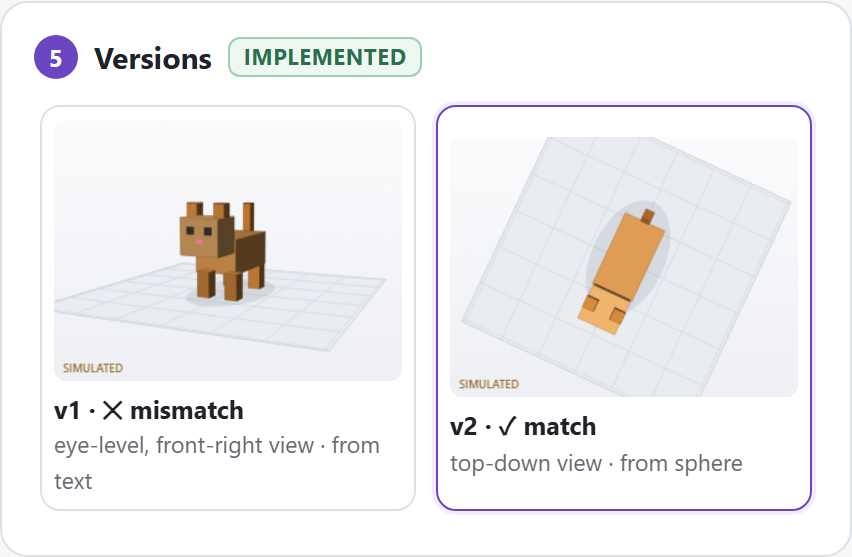 5 Versions IMPLEMENTED
SIMULATED
v1 · ✕ mismatch
eye-level, front-right view · from
text
SIMULATED
v2 · ✓ match
top-down view · from sphere